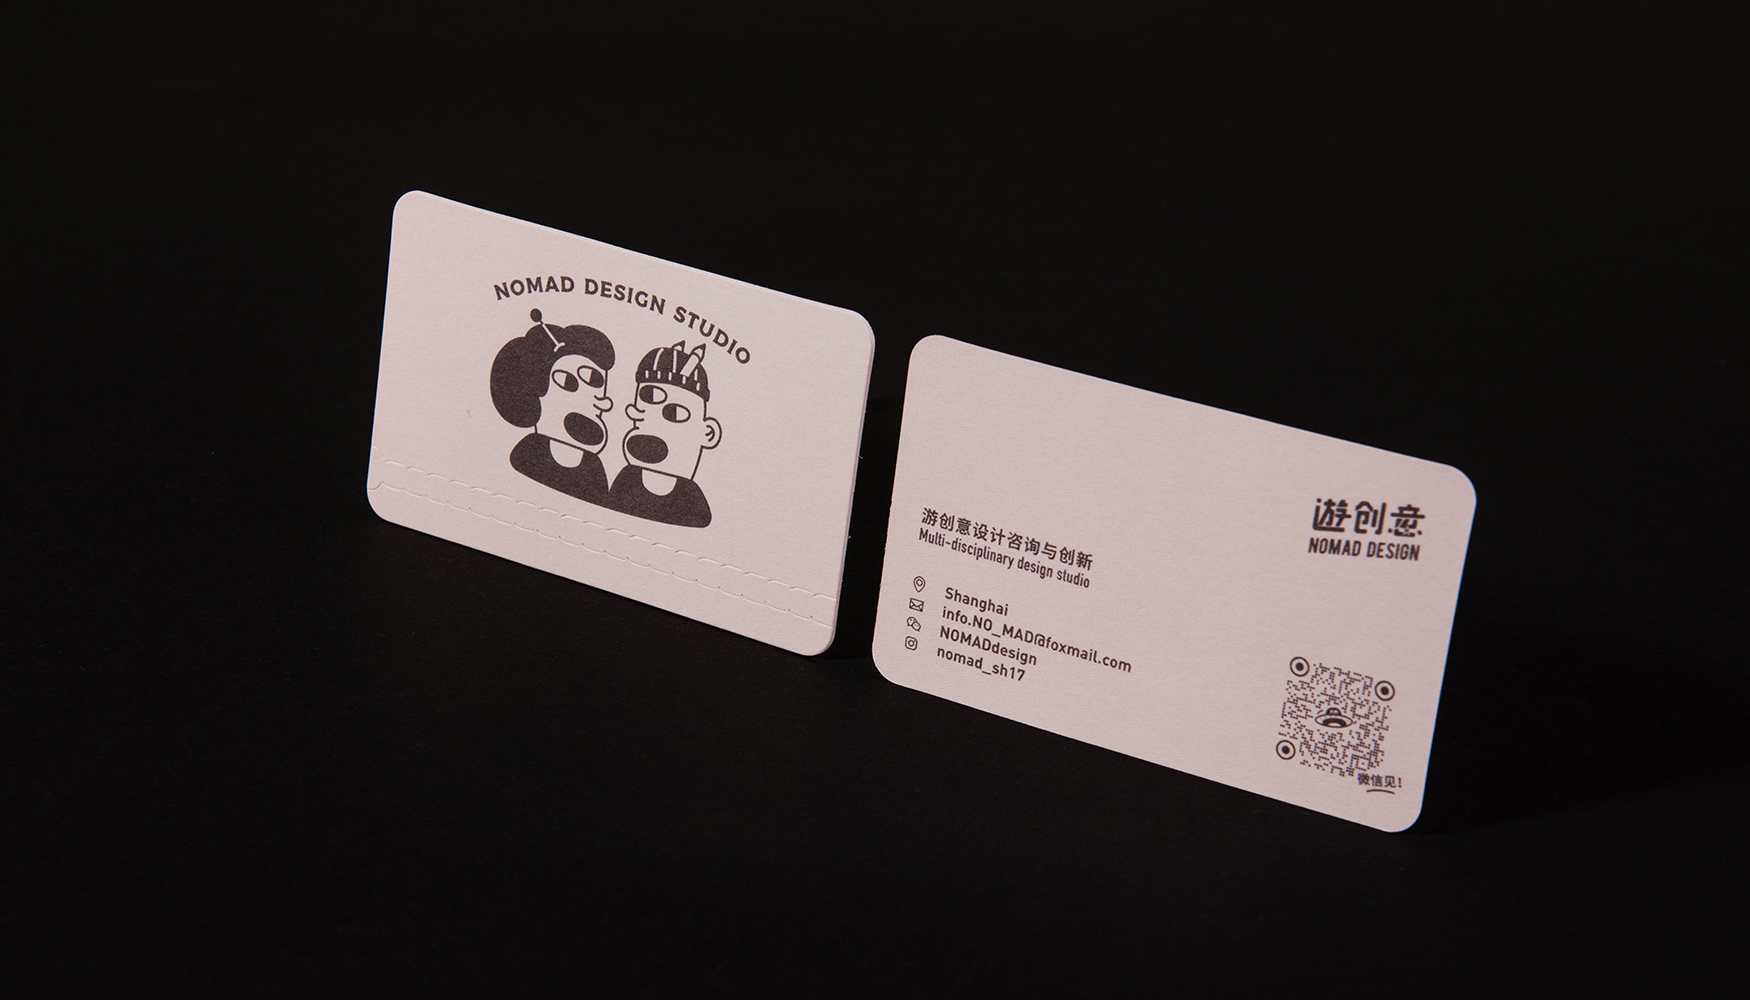 NOMAD DESIGN STUDIO
遊创意
NOMAD DESIGN
游创意设计咨询与创新
Multi-disciplinary design studio
Shanghai
info.NO_MAD@foxmail.com
NOMADdesign
nomad_sh17
微信见!